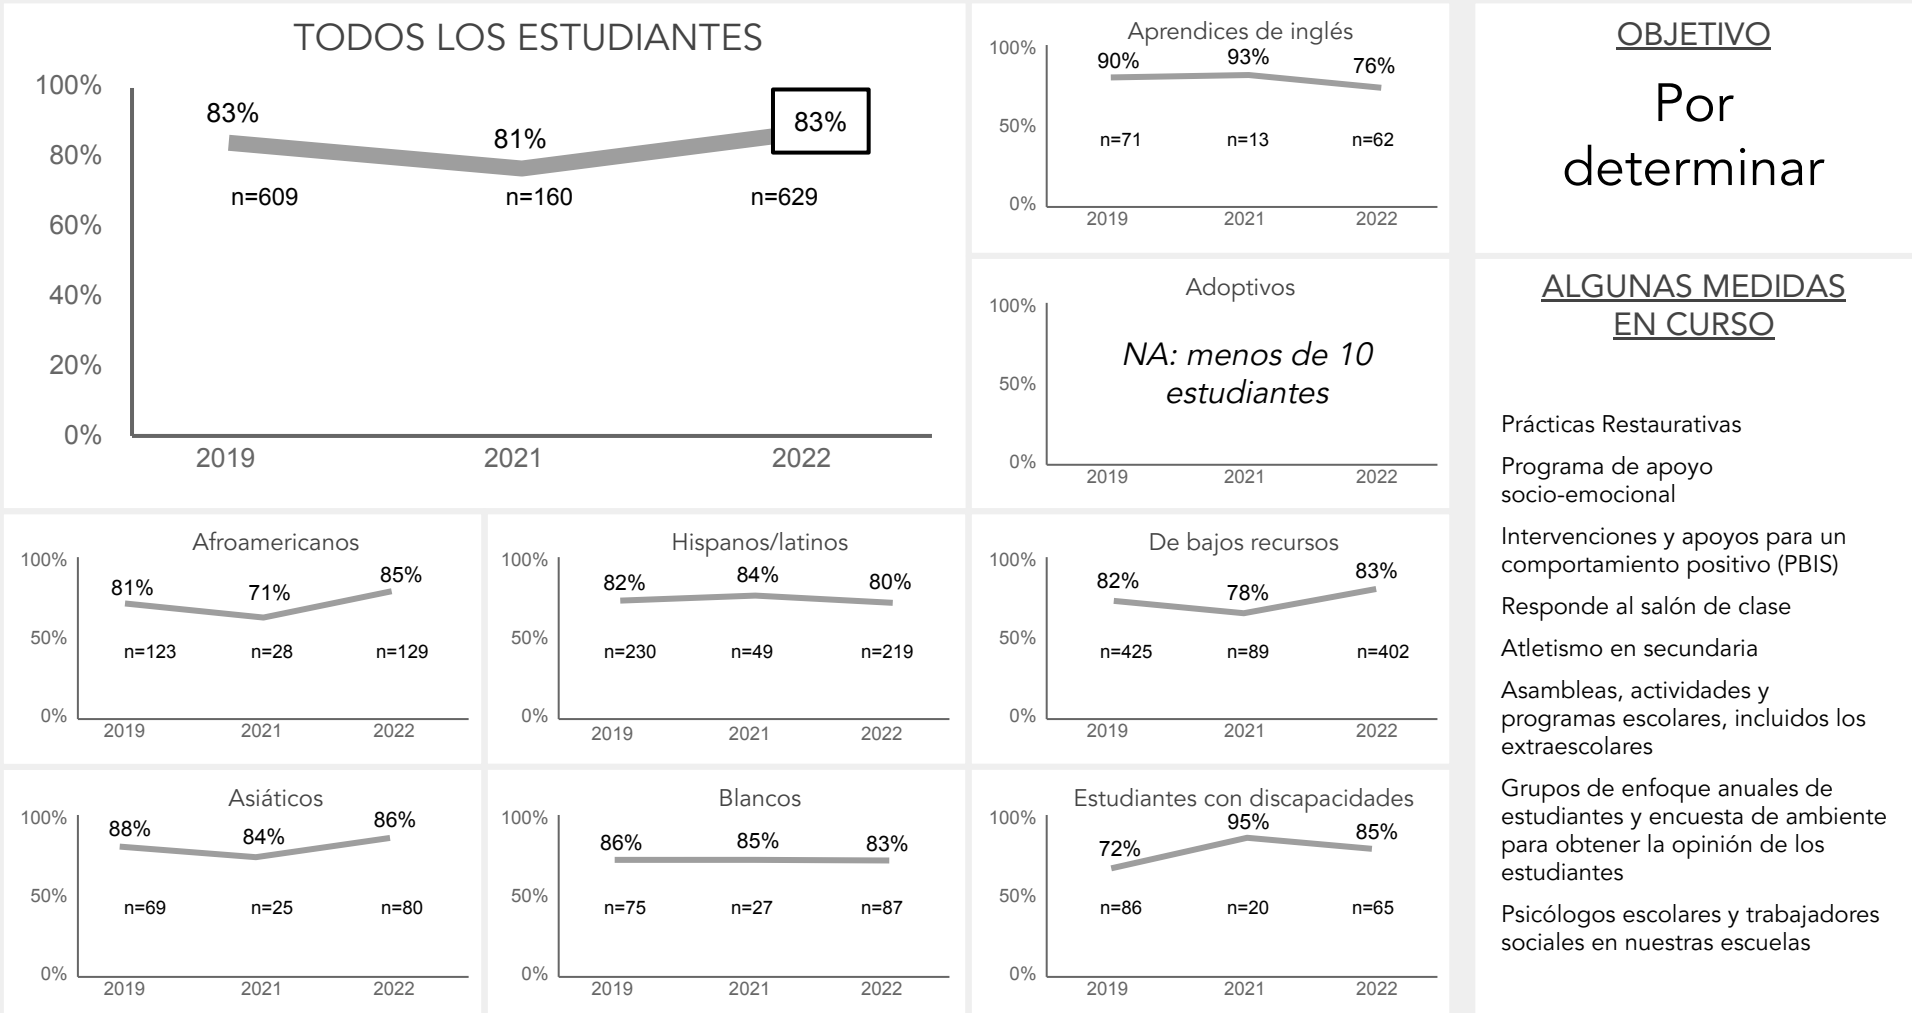 TODOS LOS ESTUDIANTES
100%
80%
60%
40%
20%
0%
83%
81%
83%
n=609
n=160
n=629
2019
2021
2022
Aprendices de inglés
100%
50%
0%
90%
93%
76%
n=71
n=13
n=62
2019
2021
2022
Adoptivos
100%
50%
0%
NA: menos de 10
estudiantes
2019
2021
2022
Afroamericanos
100%
50%
0%
81%
71%
85%
n=123
n=28
n=129
2019
2021
2022
Hispanos/latinos
100%
50%
0%
82%
84%
80%
n=230
n=49
n=219
2019
2021
2022
De bajos recursos
100%
50%
0%
82%
78%
83%
n=425
n=89
n=402
2019
2021
2022
Asiáticos
100%
50%
0%
88%
84%
86%
n=69
n=25
n=80
2019
2021
2022
Blancos
100%
50%
0%
86%
85%
83%
n=75
n=27
n=87
2019
2021
2022
Estudiantes con discapacidades
100%
50%
0%
72%
95%
85%
n=86
n=20
n=65
2019
2021
2022
OBJETIVO
Por
determinar
ALGUNAS MEDIDAS
EN CURSO
Prácticas Restaurativas
Programa de apoyo
socio-emocional
Intervenciones y apoyos para un
comportamiento positivo (PBIS)
Responde al salón de clase
Atletismo en secundaria
Asambleas, actividades y
programas escolares, incluidos los
extraescolares
Grupos de enfoque anuales de
estudiantes y encuesta de ambiente
para obtener la opinión de los
estudiantes
Psicólogos escolares y trabajadores
sociales en nuestras escuelas